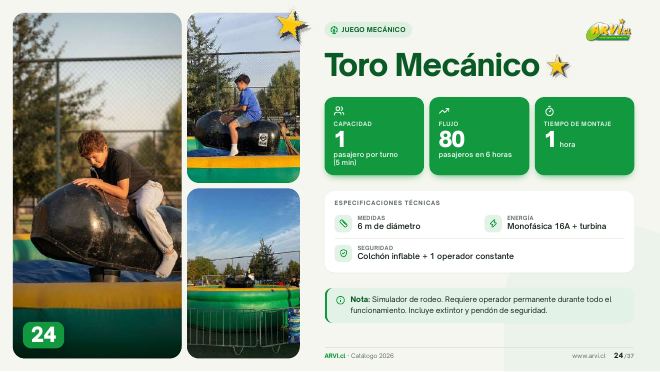 24
JUEGO MECÁNICO
ARVI.cl
Toro Mecánico
CAPACIDAD
1
pasajero por turno
(5 min)
FLUJO
80
pasajeros en 6 horas
TIEMPO DE MONTAJE
1 hora
ESPECIFICACIONES TÉCNICAS
MEDIDAS
6 m de diámetro
ENERGÍA
Monofásica 16A + turbina
SEGURIDAD
Colchón inflable + 1 operador constante
Nota: Simulador de rodeo. Requiere operador permanente durante todo el
funcionamiento. Incluye extintor y pendón de seguridad.
ARVI.cl · Catálogo 2026
www.arvi.cl 24/37